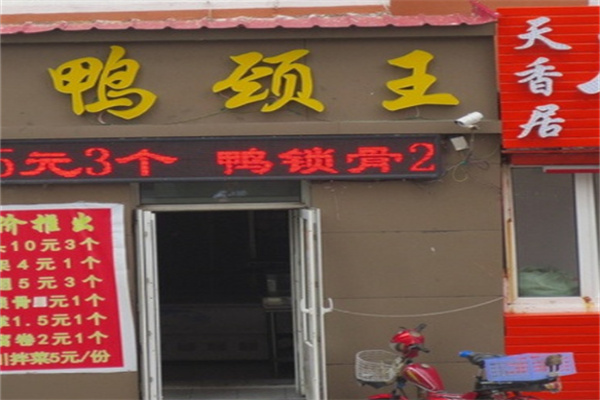 鸭颈王
天香居
5元3个 鸭锁骨2
价推出
10元3个
4元1个
5元3个
骨 元1个
1.5元1个
卷2元1个
川拌菜5元/份